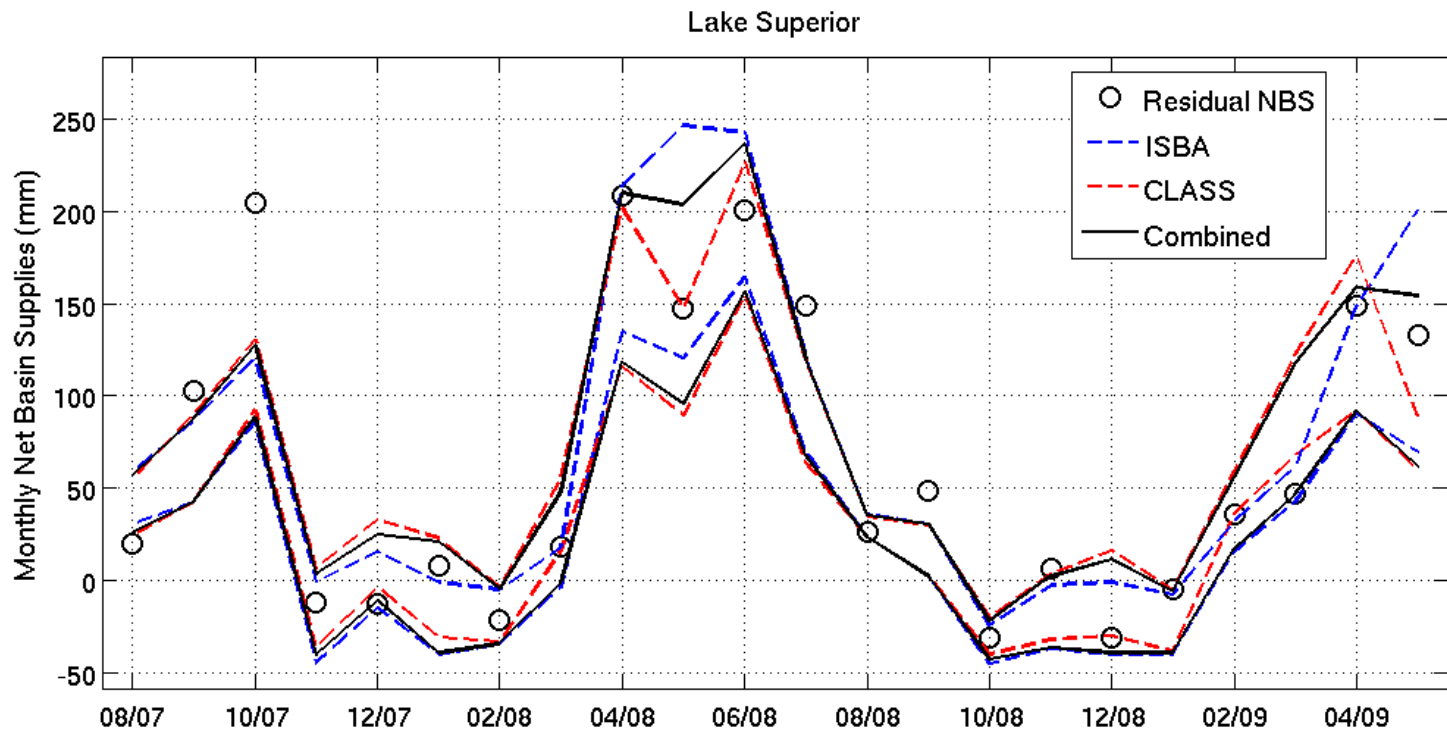 Lake Superior
Monthly Net Basin Supplies (mm)
250
200
150
100
50
0
-50
08/07 10/07 12/07 02/08 04/08 06/08 08/08 10/08 12/08 02/09 04/09
Residual NBS
ISBA
CLASS
Combined